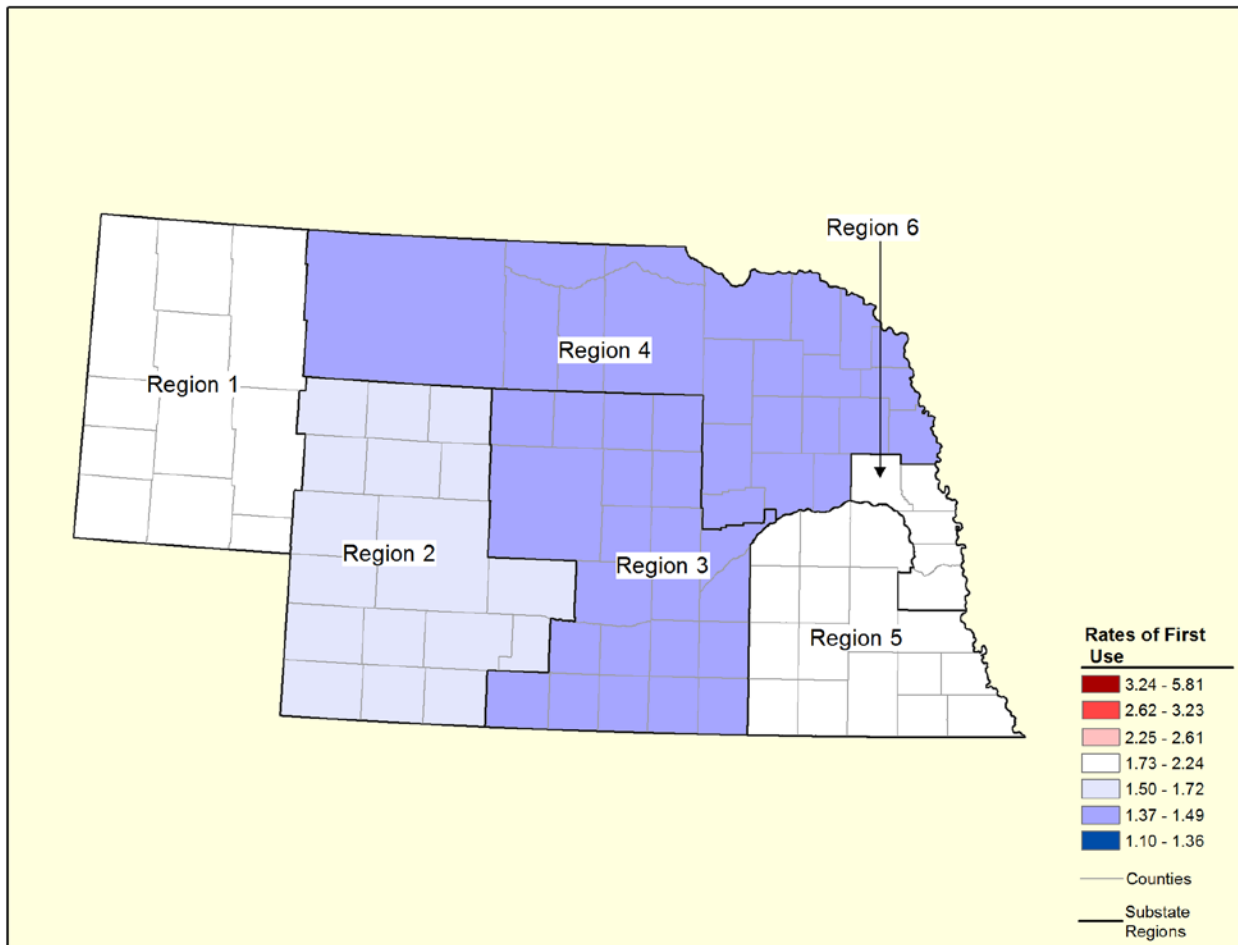 Region 6
Region 4
Region 1
Region 2
Region 3
Region 5
Rates of First
Use
3.24 - 5.81
2.62 - 3.23
2.25 - 2.61
1.73 - 2.24
1.50 - 1.72
1.37 - 1.49
1.10 - 1.36
Counties
Substate
Regions